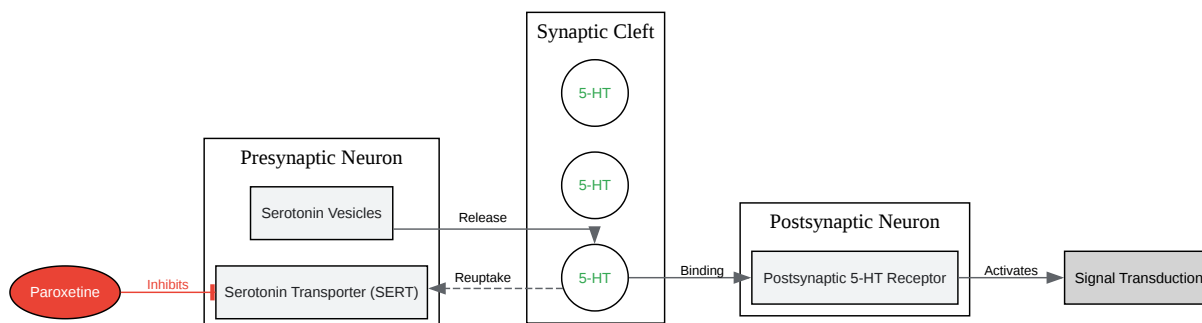 Synaptic Cleft
5-HT
5-HT
5-HT
Presynaptic Neuron
Serotonin Vesicles
Release
Serotonin Transporter (SERT)
Reuptake
Paroxetine
Inhibits
Binding
Postsynaptic Neuron
Postsynaptic 5-HT Receptor
Activates
Signal Transduction